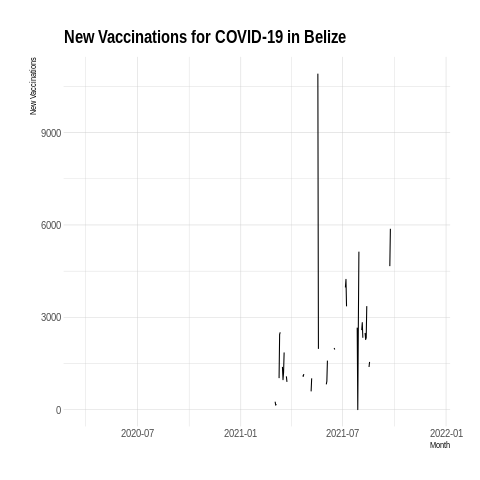 New Vaccinations for COVID-19 in Belize
New Vaccinations
9000
6000
3000
0
2020-07
2021-01
2021-07
2022-01
Month